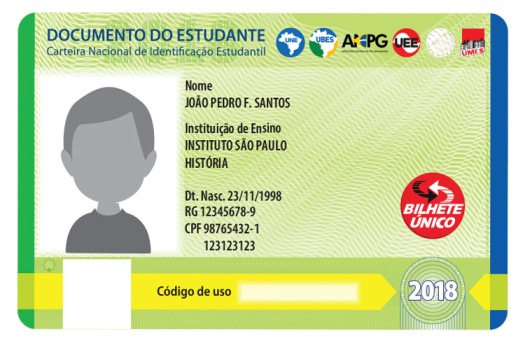 DOCUMENTO DO ESTUDANTE
Carteira Nacional de Identificação Estudantil
UNE
UBES
UEE
UMES
Nome
JOÃO PEDRO F. SANTOS
Instituição de Ensino
INSTITUTO SÃO PAULO
HISTÓRIA
Dt. Nasc. 23/11/1998
RG 12345678-9
CPF 98765432-1
123123123
BILHETE
ÚNICO
Código de uso
2018